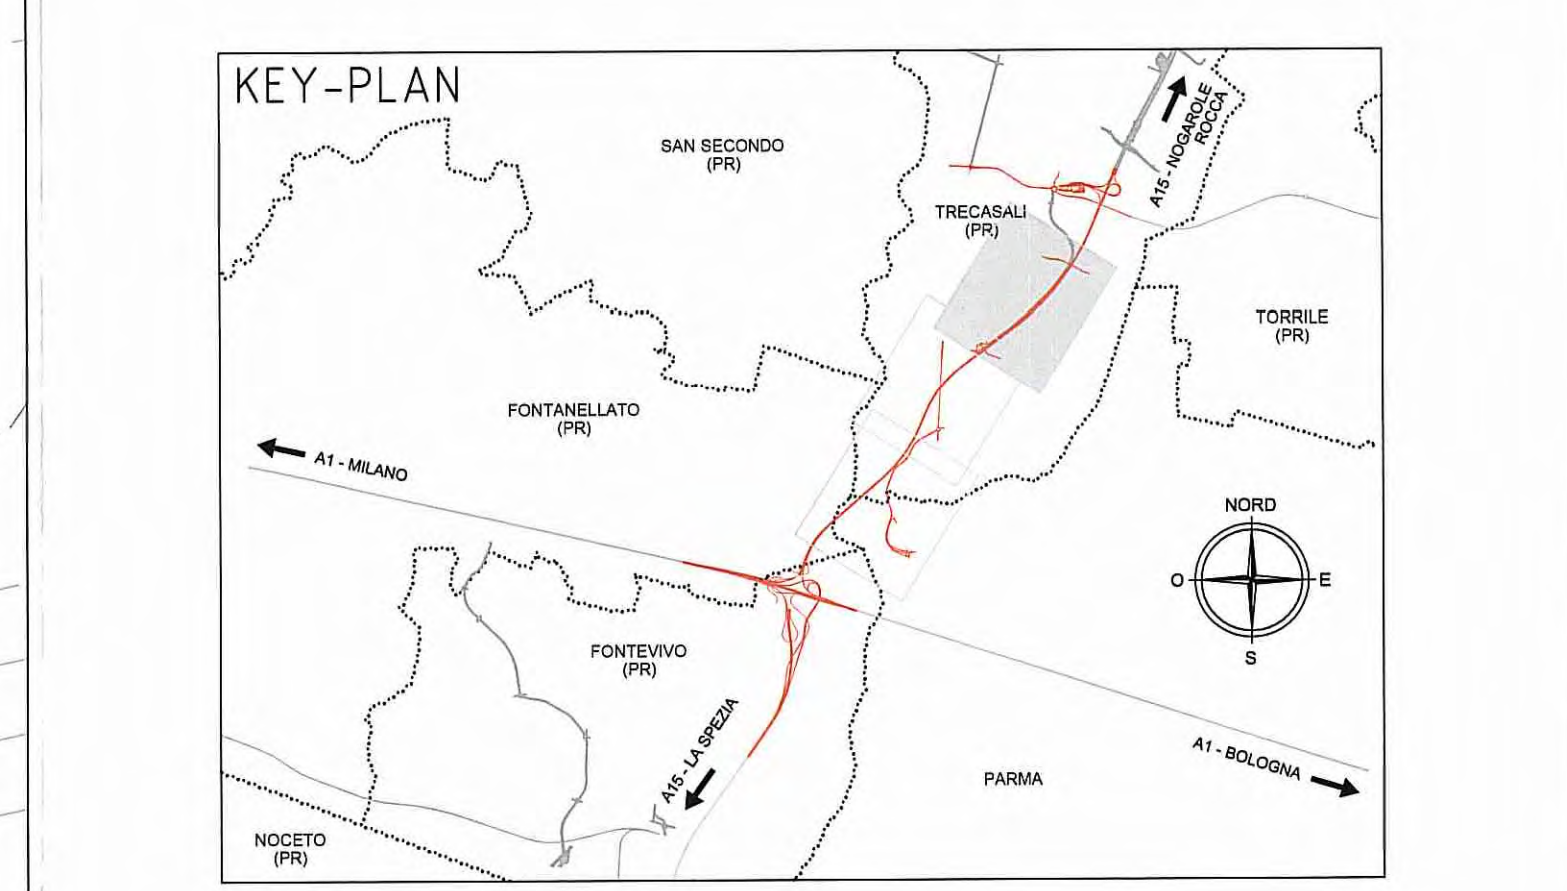 KEY-PLAN
SAN SECONDO
(PR)
A15 - NOGAROLE
ROCCA
TRECASALI
(PR)
TORRILE
(PR)
FONTANELLATO
(PR)
A1 - MILANO
NORD
O
E
S
FONTEVIVO
(PR)
A15 - LA SPEZIA
A1 - BOLOGNA
PARMA
NOCETO
(PR)